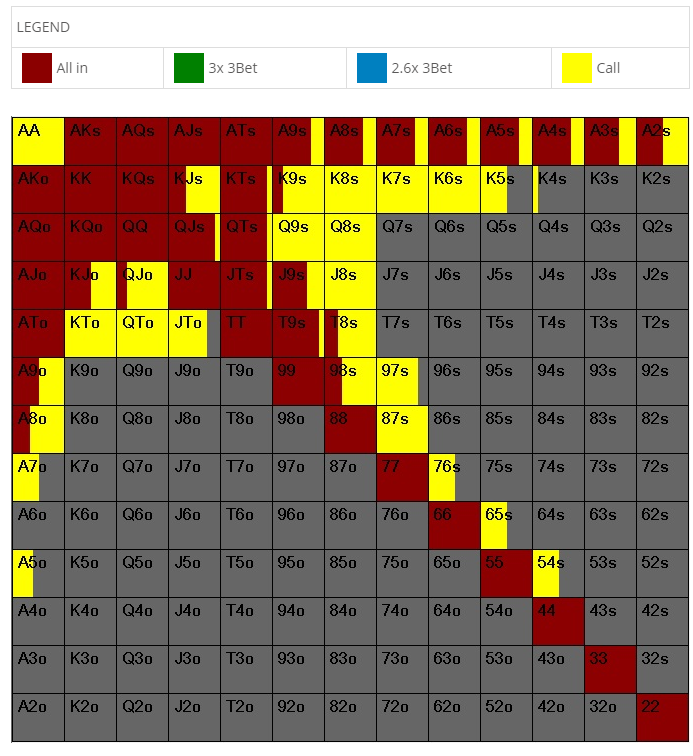 LEGEND
All in 3x 3Bet 2.6x 3Bet Call
AA AKs AQs AJs ATs A9s A8s A7s A6s A5s A4s A3s A2s
AKo KK KQs KJs KTs K9s K8s K7s K6s K5s K4s K3s K2s
AQo KQo QQ QJs QTs Q9s Q8s Q7s Q6s Q5s Q4s Q3s Q2s
AJo KJo QJo JJ JTs J9s J8s J7s J6s J5s J4s J3s J2s
ATo KTo QTo JTo TT T9s T8s T7s T6s T5s T4s T3s T2s
A9o K9o Q9o J9o T9o 99 98s 97s 96s 95s 94s 93s 92s
A8o K8o Q8o J8o T8o 98o 88 87s 86s 85s 84s 83s 82s
A7o K7o Q7o J7o T7o 97o 87o 77 76s 75s 74s 73s 72s
A6o K6o Q6o J6o T6o 96o 86o 76o 66 65s 64s 63s 62s
A5o K5o Q5o J5o T5o 95o 85o 75o 65o 55 54s 53s 52s
A4o K4o Q4o J4o T4o 94o 84o 74o 64o 54o 44 43s 42s
A3o K3o Q3o J3o T3o 93o 83o 73o 63o 53o 43o 33 32s
A2o K2o Q2o J2o T2o 92o 82o 72o 62o 52o 42o 32o 22